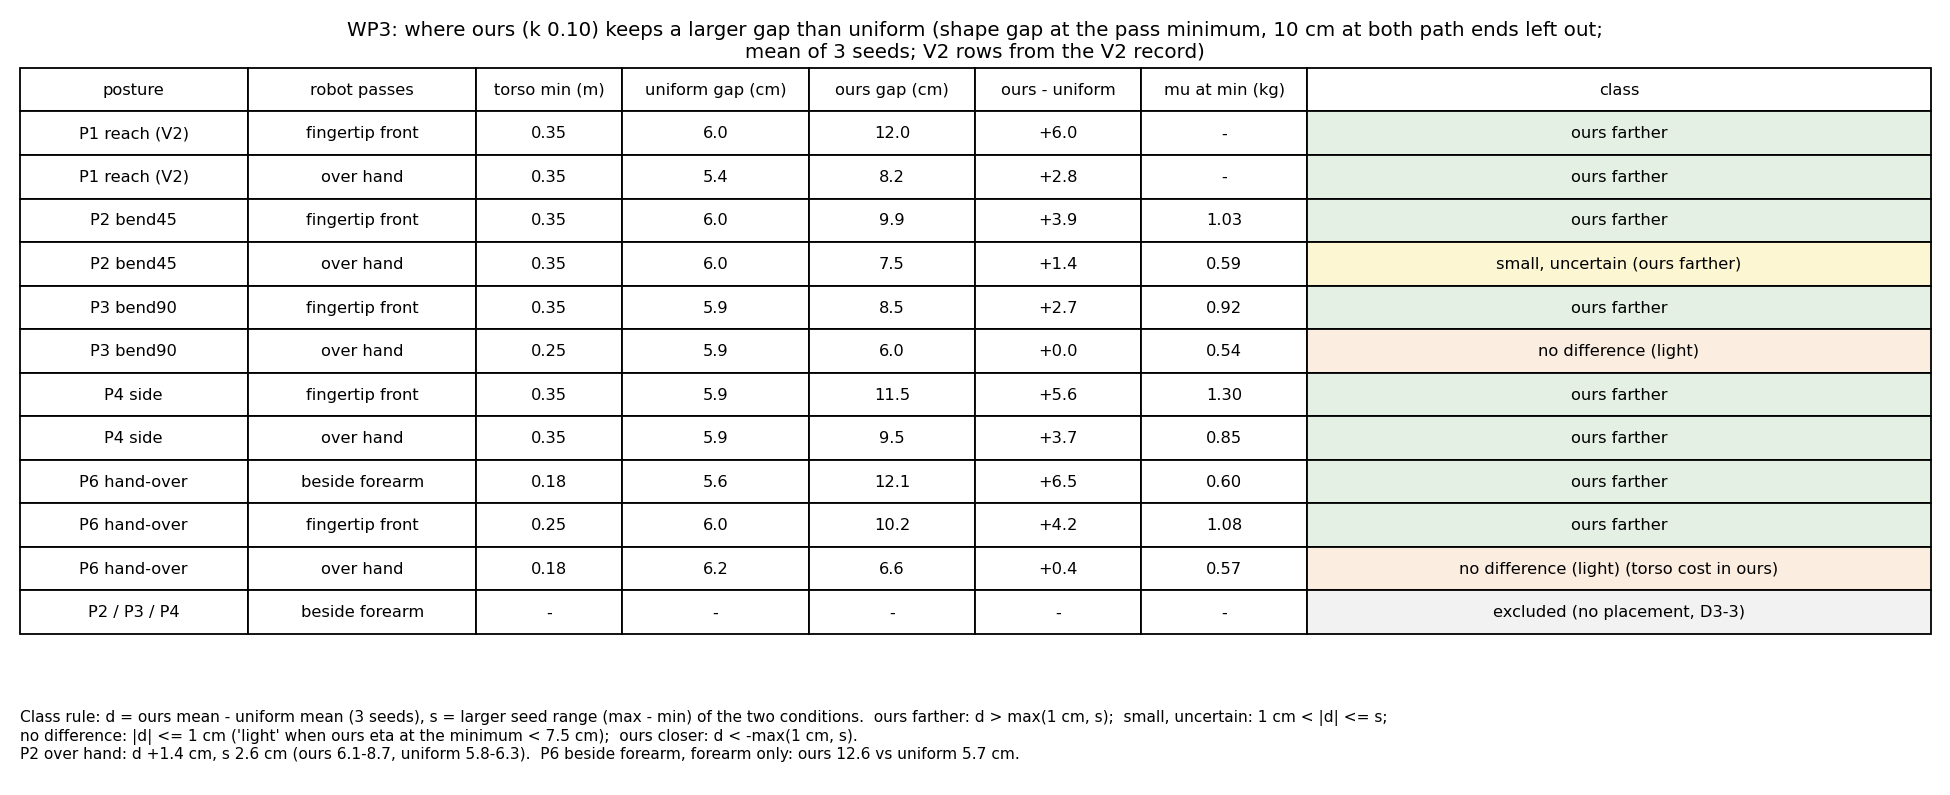 WP3: where ours (k 0.10) keeps a larger gap than uniform (shape gap at the pass minimum, 10 cm at both path ends left out;
mean of 3 seeds; V2 rows from the V2 record)
posture robot passes torso min (m) uniform gap (cm) ours gap (cm) ours - uniform mu at min (kg) class
P1 reach (V2) fingertip front 0.35 6.0 12.0 +6.0 - ours farther
P1 reach (V2) over hand 0.35 5.4 8.2 +2.8 - ours farther
P2 bend45 fingertip front 0.35 6.0 9.9 +3.9 1.03 ours farther
P2 bend45 over hand 0.35 6.0 7.5 +1.4 0.59 small, uncertain (ours farther)
P3 bend90 fingertip front 0.35 5.9 8.5 +2.7 0.92 ours farther
P3 bend90 over hand 0.25 5.9 6.0 +0.0 0.54 no difference (light)
P4 side fingertip front 0.35 5.9 11.5 +5.6 1.30 ours farther
P4 side over hand 0.35 5.9 9.5 +3.7 0.85 ours farther
P6 hand-over beside forearm 0.18 5.6 12.1 +6.5 0.60 ours farther
P6 hand-over fingertip front 0.25 6.0 10.2 +4.2 1.08 ours farther
P6 hand-over over hand 0.18 6.2 6.6 +0.4 0.57 no difference (light) (torso cost in ours)
P2 / P3 / P4 beside forearm - - - - - excluded (no placement, D3-3)
Class rule: d = ours mean - uniform mean (3 seeds), s = larger seed range (max - min) of the two conditions.  ours farther: d > max(1 cm, s);  small, uncertain: 1 cm < |d| <= s;
no difference: |d| <= 1 cm ('light' when ours eta at the minimum < 7.5 cm);  ours closer: d < -max(1 cm, s).
P2 over hand: d +1.4 cm, s 2.6 cm (ours 6.1-8.7, uniform 5.8-6.3).  P6 beside forearm, forearm only: ours 12.6 vs uniform 5.7 cm.